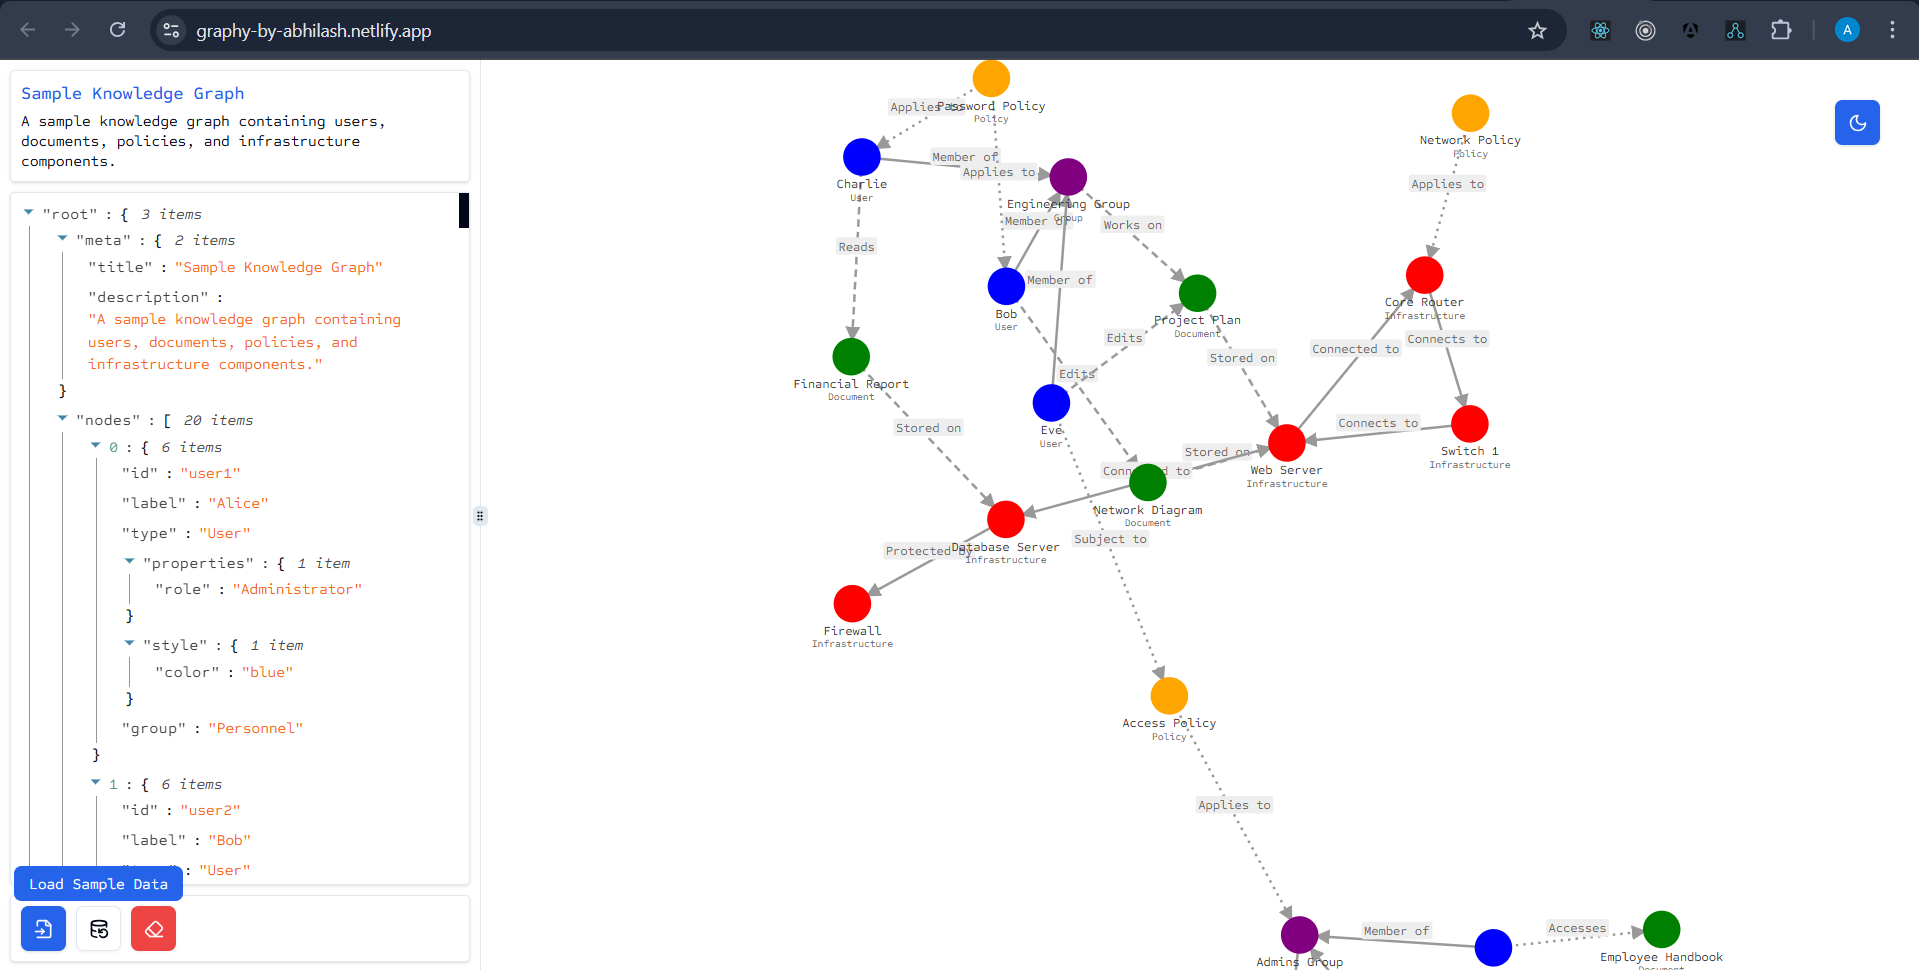 graphy-by-abhilash.netlify.app
A
Sample Knowledge Graph
A sample knowledge graph containing users,
documents, policies, and infrastructure
components.
"root" : { 3 items
"meta" : { 2 items
"title" : "Sample Knowledge Graph"
"description" :
"A sample knowledge graph containing
users, documents, policies, and
infrastructure components."
}
"nodes" : [ 20 items
0 : { 6 items
"id" : "user1"
"label" : "Alice"
"type" : "User"
"properties" : { 1 item
"role" : "Administrator"
}
"style" : { 1 item
"color" : "blue"
}
"group" : "Personnel"
}
1 : { 6 items
"id" : "user2"
"label" : "Bob"
: "User"
Load Sample Data
Applies to
Password Policy
Policy
Network Policy
Policy
Charlie
User
Member of
Applies to
Applies to
Engineering Group
Group
Member of
Works on
Reads
Member of
Bob
User
Project Plan
Document
Core Router
Infrastructure
Edits
Stored on
Connected to
Connects to
Financial Report
Document
Edits
Eve
User
Stored on
Connects to
Switch 1
Infrastructure
Stored on
Connected to
Web Server
Infrastructure
Network Diagram
Document
Subject to
Protected by
Database Server
Infrastructure
Firewall
Infrastructure
Access Policy
Policy
Applies to
Member of
Accesses
Admins Group
Employee Handbook
Document